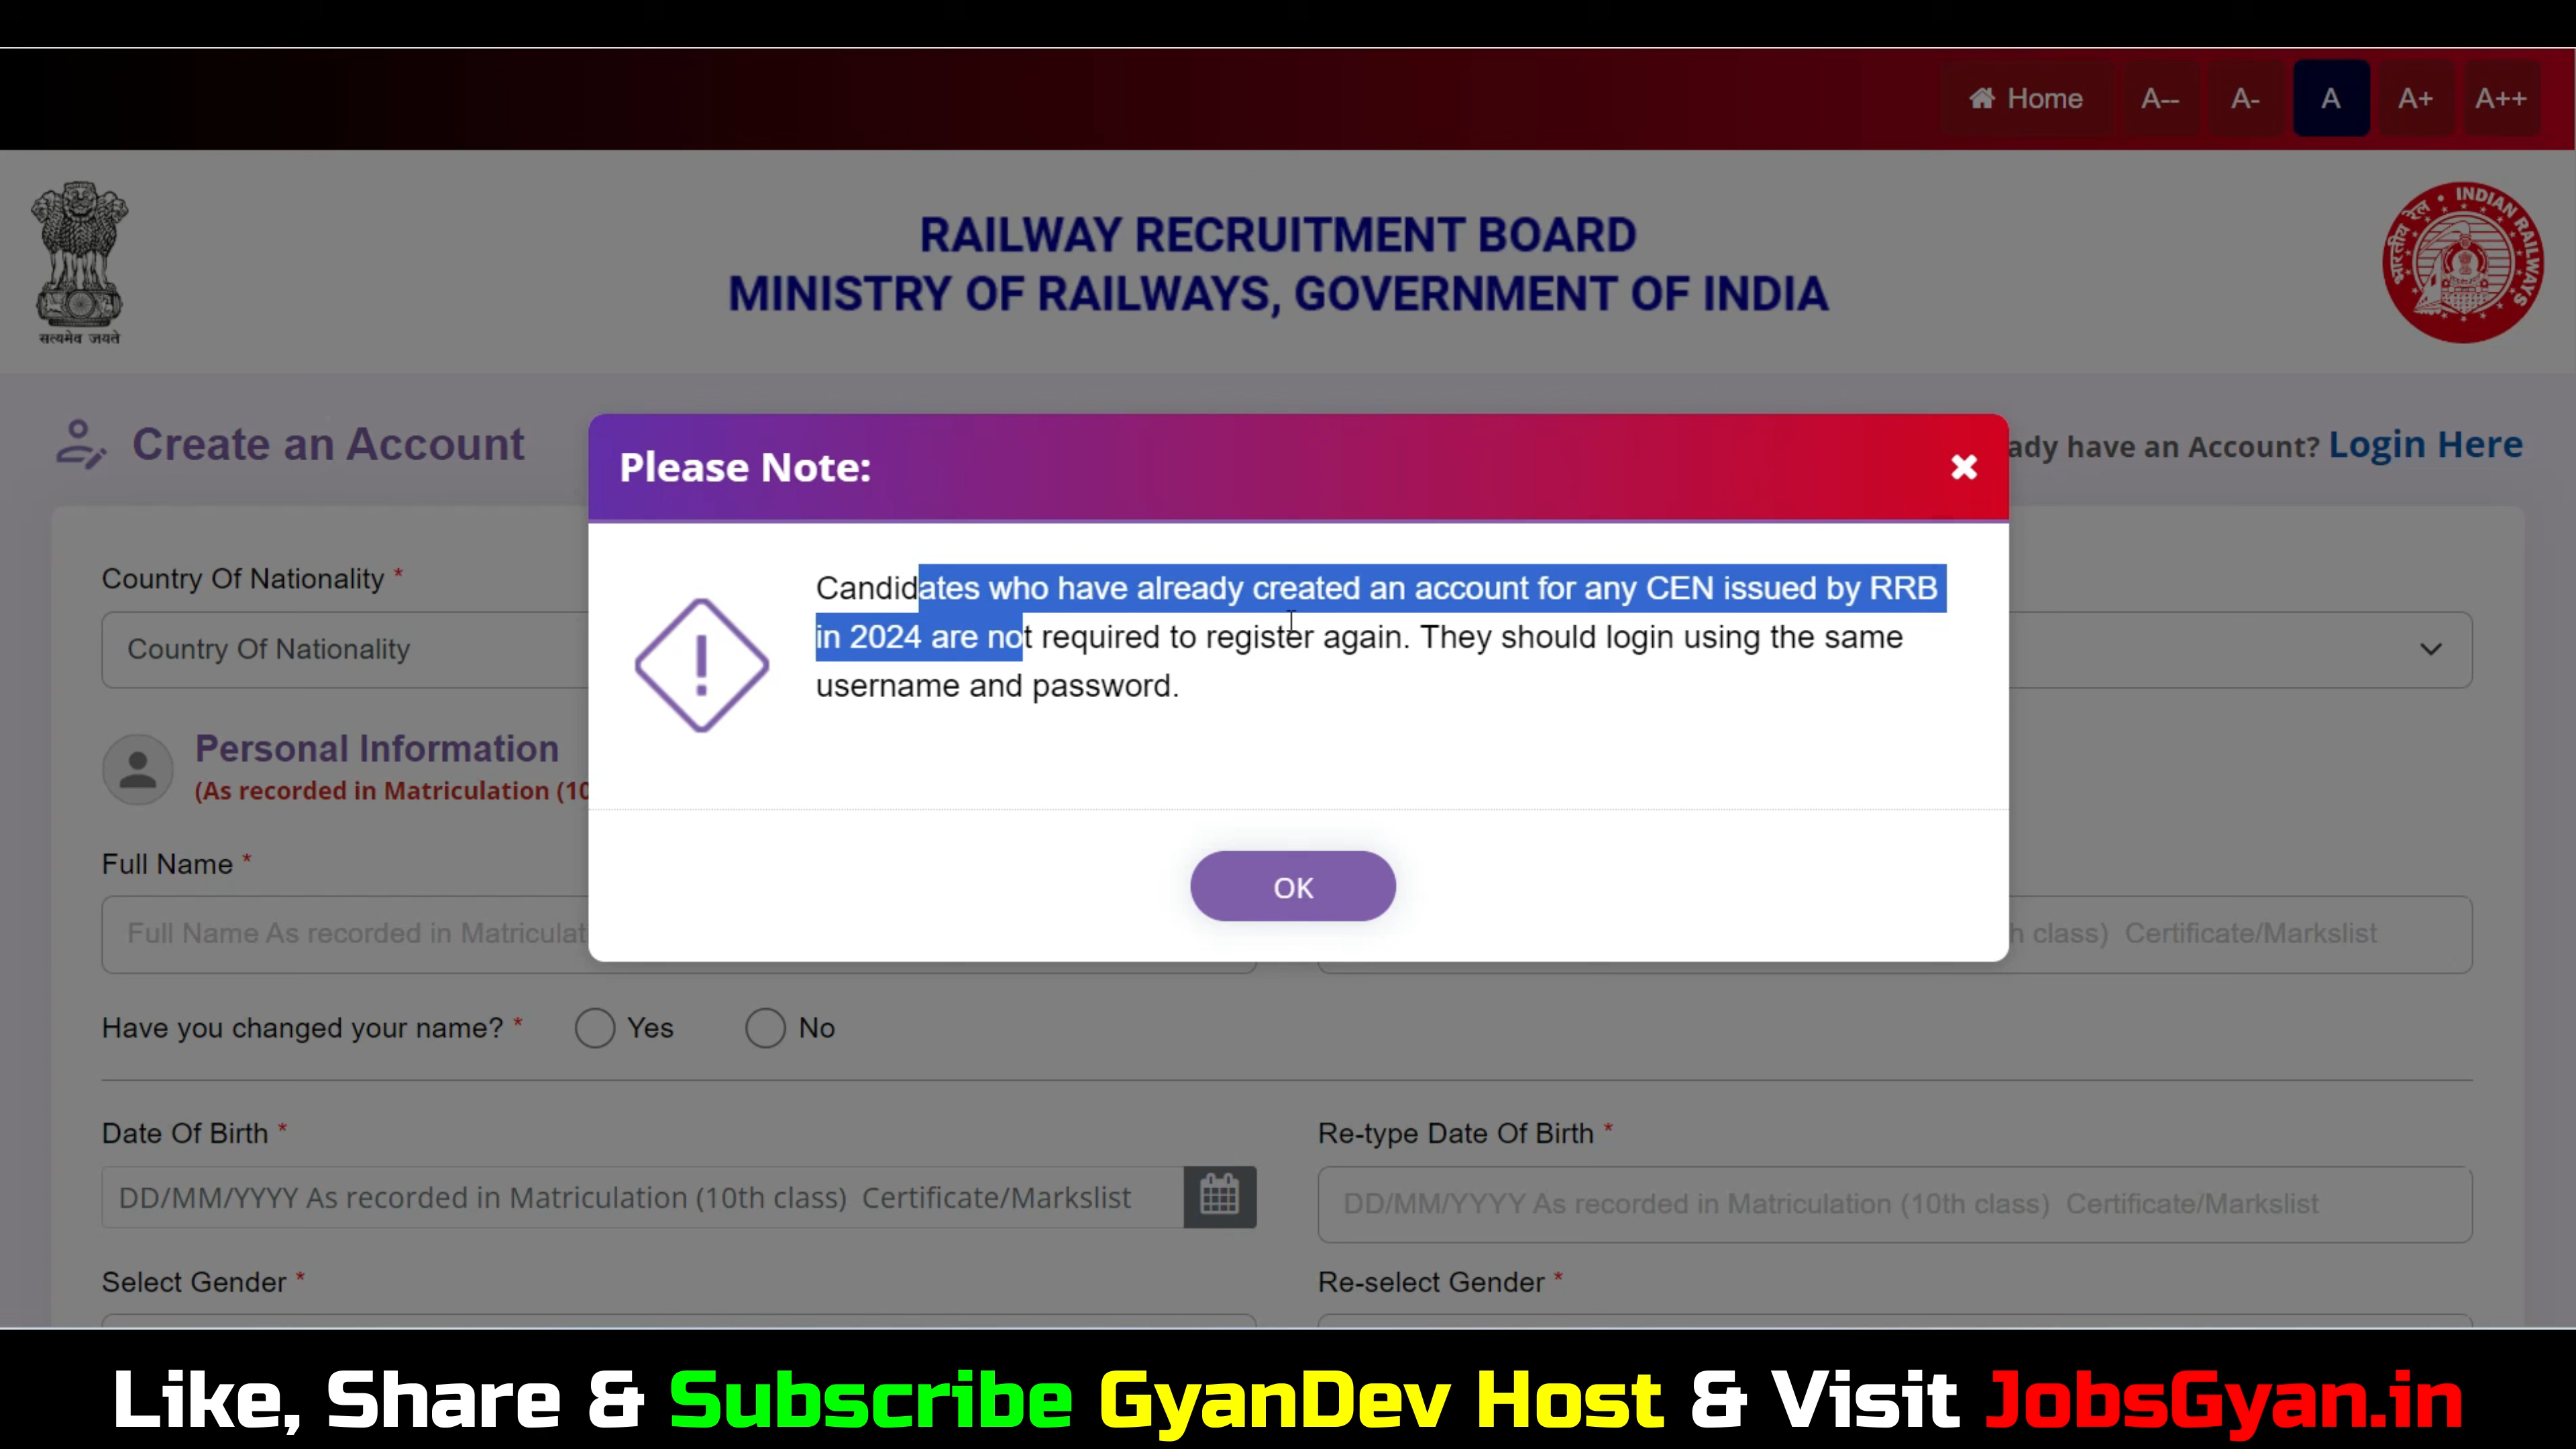 Home A-- A- A A+ A++
RAILWAY RECRUITMENT BOARD
MINISTRY OF RAILWAYS, GOVERNMENT OF INDIA
सत्यमेव जयते
भारतीय रेल • INDIAN RAILWAYS
Create an Account
ady have an Account? Login Here
Please Note:
Candidates who have already created an account for any CEN issued by RRB
in 2024 are not required to register again. They should login using the same
username and password.
OK
Country Of Nationality *
Country Of Nationality
Personal Information
(As recorded in Matriculation (10
Full Name *
Full Name As recorded in Matriculat
h class) Certificate/Markslist
Have you changed your name? * Yes No
Date Of Birth *
Re-type Date Of Birth *
DD/MM/YYYY As recorded in Matriculation (10th class) Certificate/Markslist
DD/MM/YYYY As recorded in Matriculation (10th class) Certificate/Markslist
Select Gender *
Re-select Gender *
Like, Share & Subscribe GyanDev Host & Visit JobsGyan.in